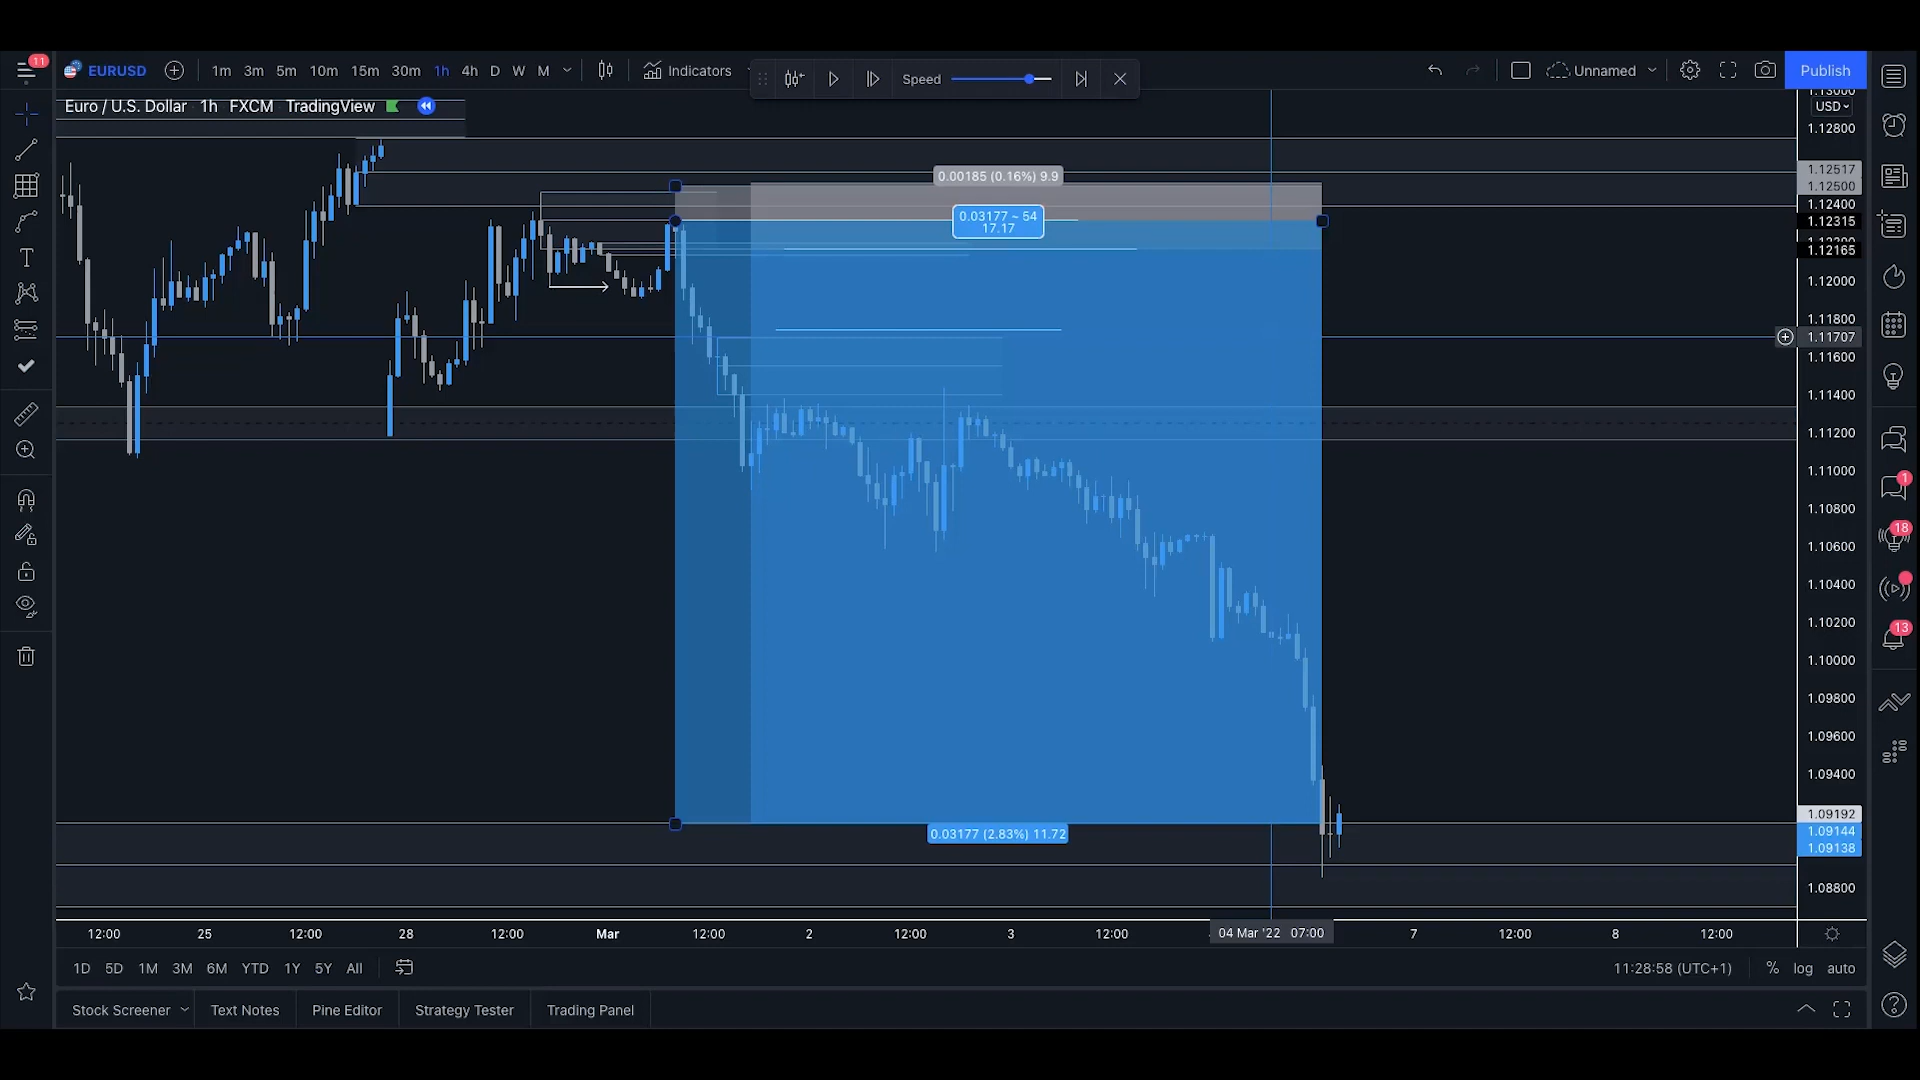 11
EURUSD
1m 3m 5m 10m 15m 30m 1h 4h D W M
Indicators
Speed
Unnamed
Publish
Euro / U.S. Dollar 1h FXCM TradingView
USD
1.13000
1.12800
1.12517
1.12500
1.12400
1.12315
1.12165
1.12000
1.11800
1.11707
1.11600
1.11400
1.11200
1.11000
1.10800
1.10600
1.10400
1.10200
1.10000
1.09800
1.09600
1.09400
1.09192
1.09144
1.09138
1.08800
0.00185 (0.16%) 9.9
0.03177 ~ 54
17.17
0.03177 (2.83%) 11.72
1
18
13
12:00 25 12:00 28 12:00 Mar 12:00 2 12:00 3 12:00 04 Mar '22 07:00 7 12:00 8 12:00
1D 5D 1M 3M 6M YTD 1Y 5Y All
11:28:58 (UTC+1) % log auto
Stock Screener Text Notes Pine Editor Strategy Tester Trading Panel